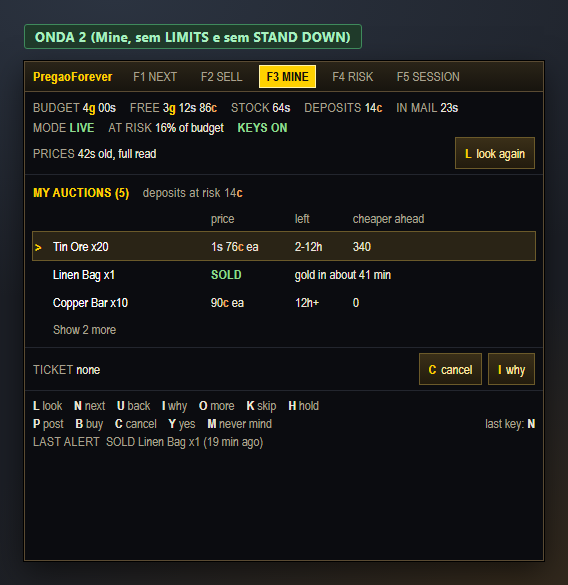 ONDA 2 (Mine, sem LIMITS e sem STAND DOWN)
PregaoForever F1 NEXT F2 SELL F3 MINE F4 RISK F5 SESSION
BUDGET 4g 00s FREE 3g 12s 86c STOCK 64s DEPOSITS 14c IN MAIL 23s
MODE LIVE AT RISK 16% of budget KEYS ON
PRICES 42s old, full read L look again
MY AUCTIONS (5) deposits at risk 14c
price left cheaper ahead
> Tin Ore x20 1s 76c ea 2-12h 340
Linen Bag x1 SOLD gold in about 41 min
Copper Bar x10 90c ea 12h+ 0
Show 2 more
TICKET none C cancel I why
L look N next U back I why O more K skip H hold
P post B buy C cancel Y yes M never mind last key: N
LAST ALERT SOLD Linen Bag x1 (19 min ago)